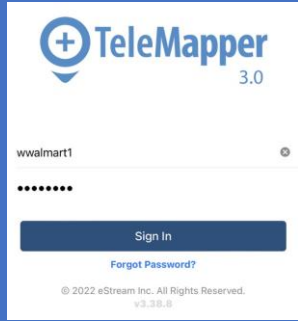 TeleMapper
3.0
wwalmart1
••••••••
Sign In
Forgot Password?
© 2022 eStream Inc. All Rights Reserved.
v3.38.8